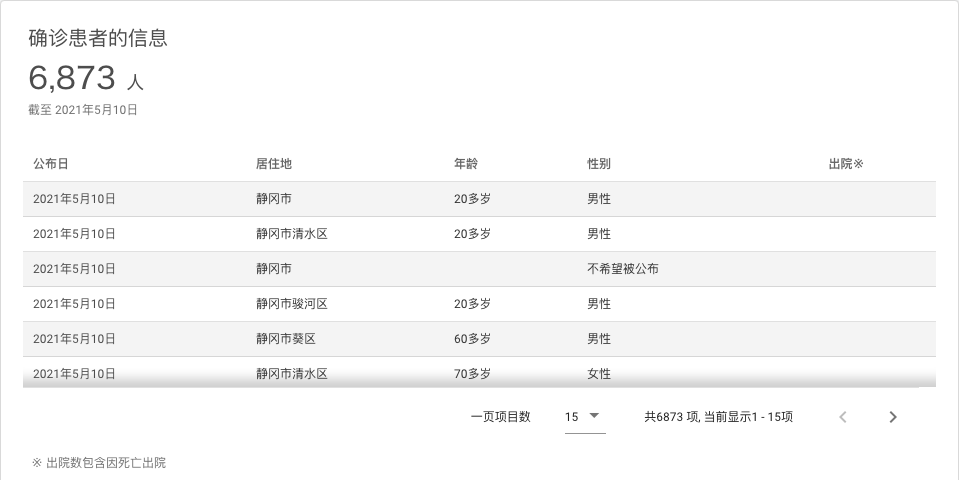 确诊患者的信息
6,873 人
截至 2021年5月10日
公布日 居住地 年龄 性别 出院※
2021年5月10日 静冈市 20多岁 男性
2021年5月10日 静冈市清水区 20多岁 男性
2021年5月10日 静冈市 不希望被公布
2021年5月10日 静冈市骏河区 20多岁 男性
2021年5月10日 静冈市葵区 60多岁 男性
2021年5月10日 静冈市清水区 70多岁 女性
一页项目数 15 共6873 项, 当前显示1 - 15项
※ 出院数包含因死亡出院